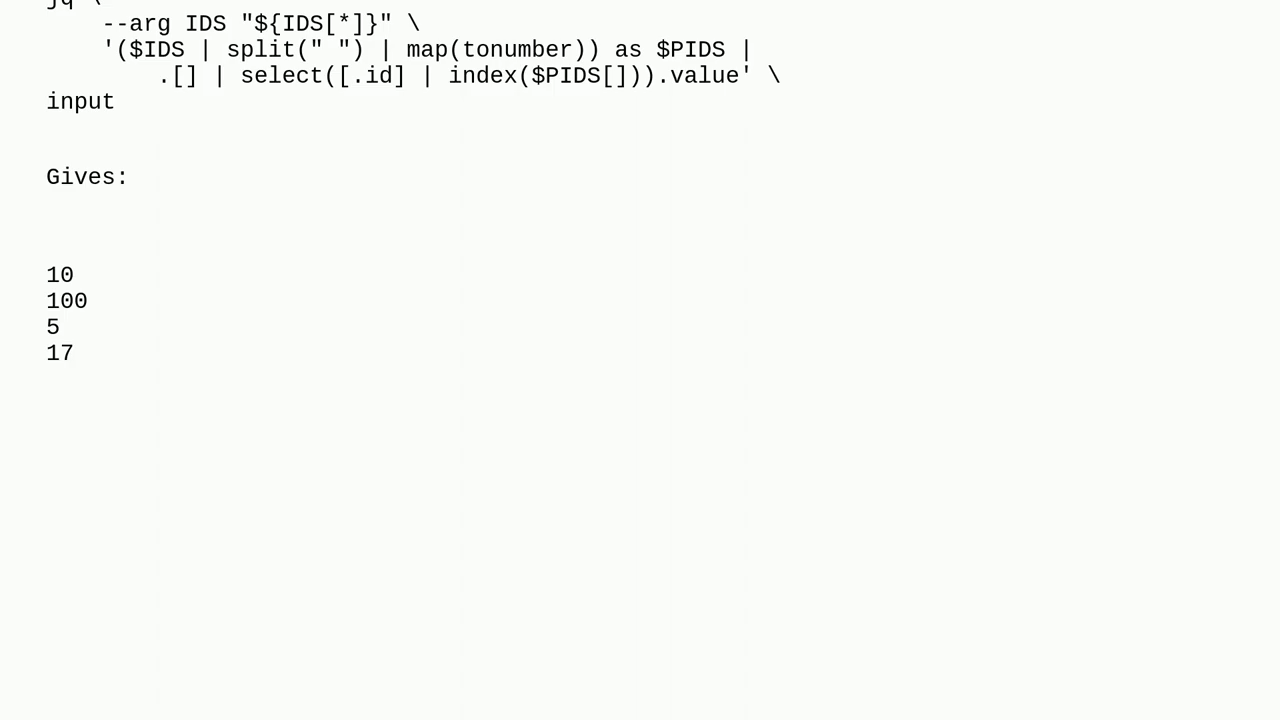 jq \
    --arg IDS "${IDS[*]}" \
    '($IDS | split(" ") | map(tonumber)) as $PIDS |
        .[] | select([.id] | index($PIDS[])).value' \
input
Gives:
10
100
5
17